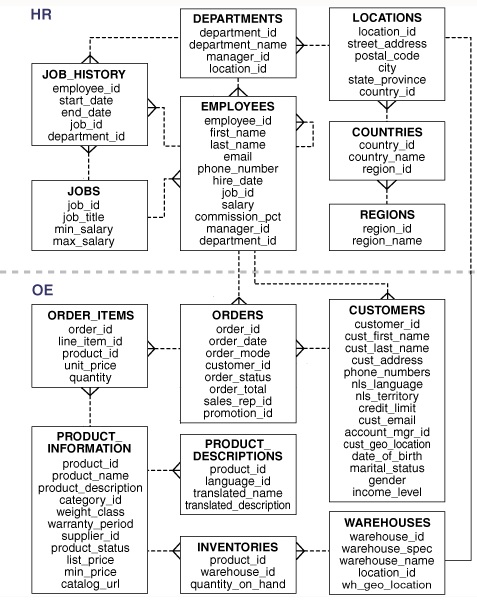 HR
DEPARTMENTS
department_id
department_name
manager_id
location_id
LOCATIONS
location_id
street_address
postal_code
city
state_province
country_id
JOB_HISTORY
employee_id
start_date
end_date
job_id
department_id
EMPLOYEES
employee_id
first_name
last_name
email
phone_number
hire_date
job_id
salary
commission_pct
manager_id
department_id
COUNTRIES
country_id
country_name
region_id
JOBS
job_id
job_title
min_salary
max_salary
REGIONS
region_id
region_name
OE
ORDER_ITEMS
order_id
line_item_id
product_id
unit_price
quantity
ORDERS
order_id
order_date
order_mode
customer_id
order_status
order_total
sales_rep_id
promotion_id
CUSTOMERS
customer_id
cust_first_name
cust_last_name
cust_address
phone_numbers
nls_language
nls_territory
credit_limit
cust_email
account_mgr_id
cust_geo_location
date_of_birth
marital_status
gender
income_level
PRODUCT_
INFORMATION
product_id
product_name
product_description
category_id
weight_class
warranty_period
supplier_id
product_status
list_price
min_price
catalog_url
PRODUCT_
DESCRIPTIONS
product_id
language_id
translated_name
translated_description
INVENTORIES
product_id
warehouse_id
quantity_on_hand
WAREHOUSES
warehouse_id
warehouse_spec
warehouse_name
location_id
wh_geo_location